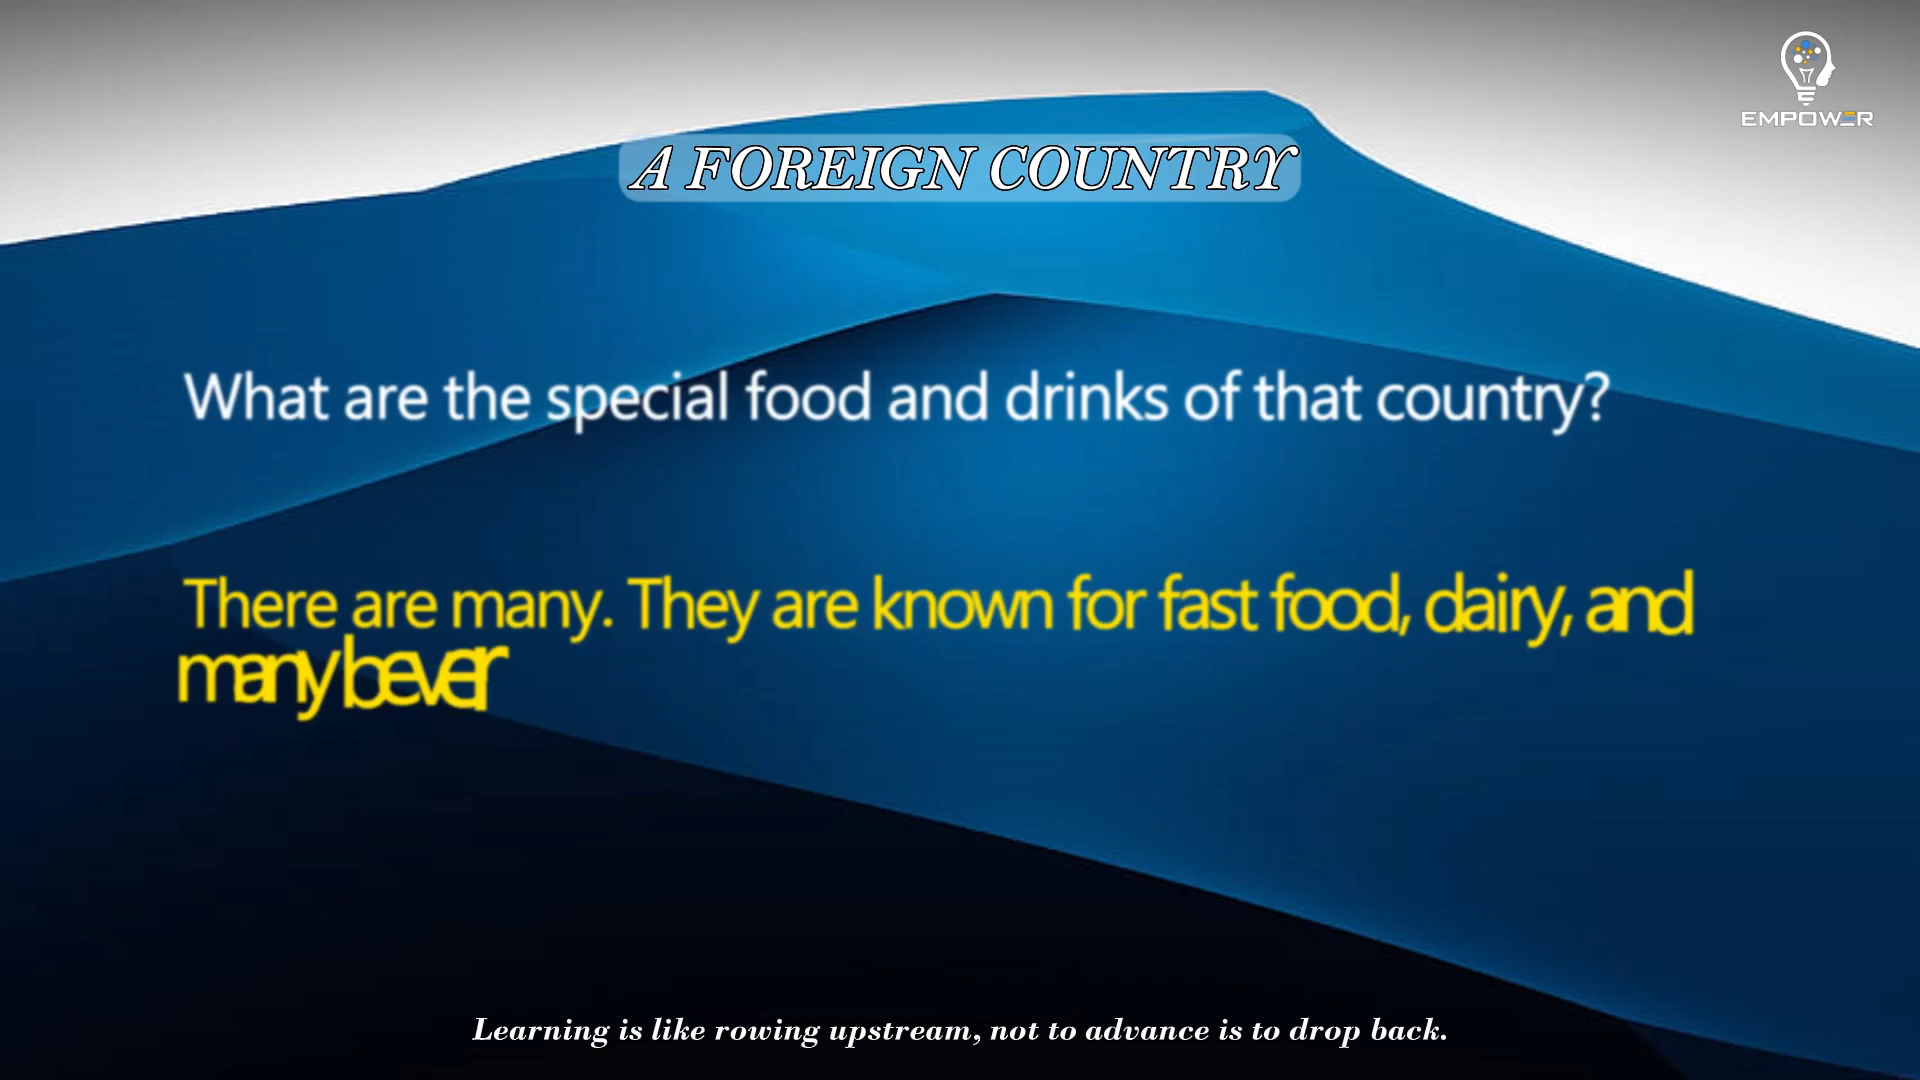 EMPOWER
A FOREIGN COUNTRY
What are the special food and drinks of that country?
There are many. They are known for fast food, dairy, and
many bever
Learning is like rowing upstream, not to advance is to drop back.